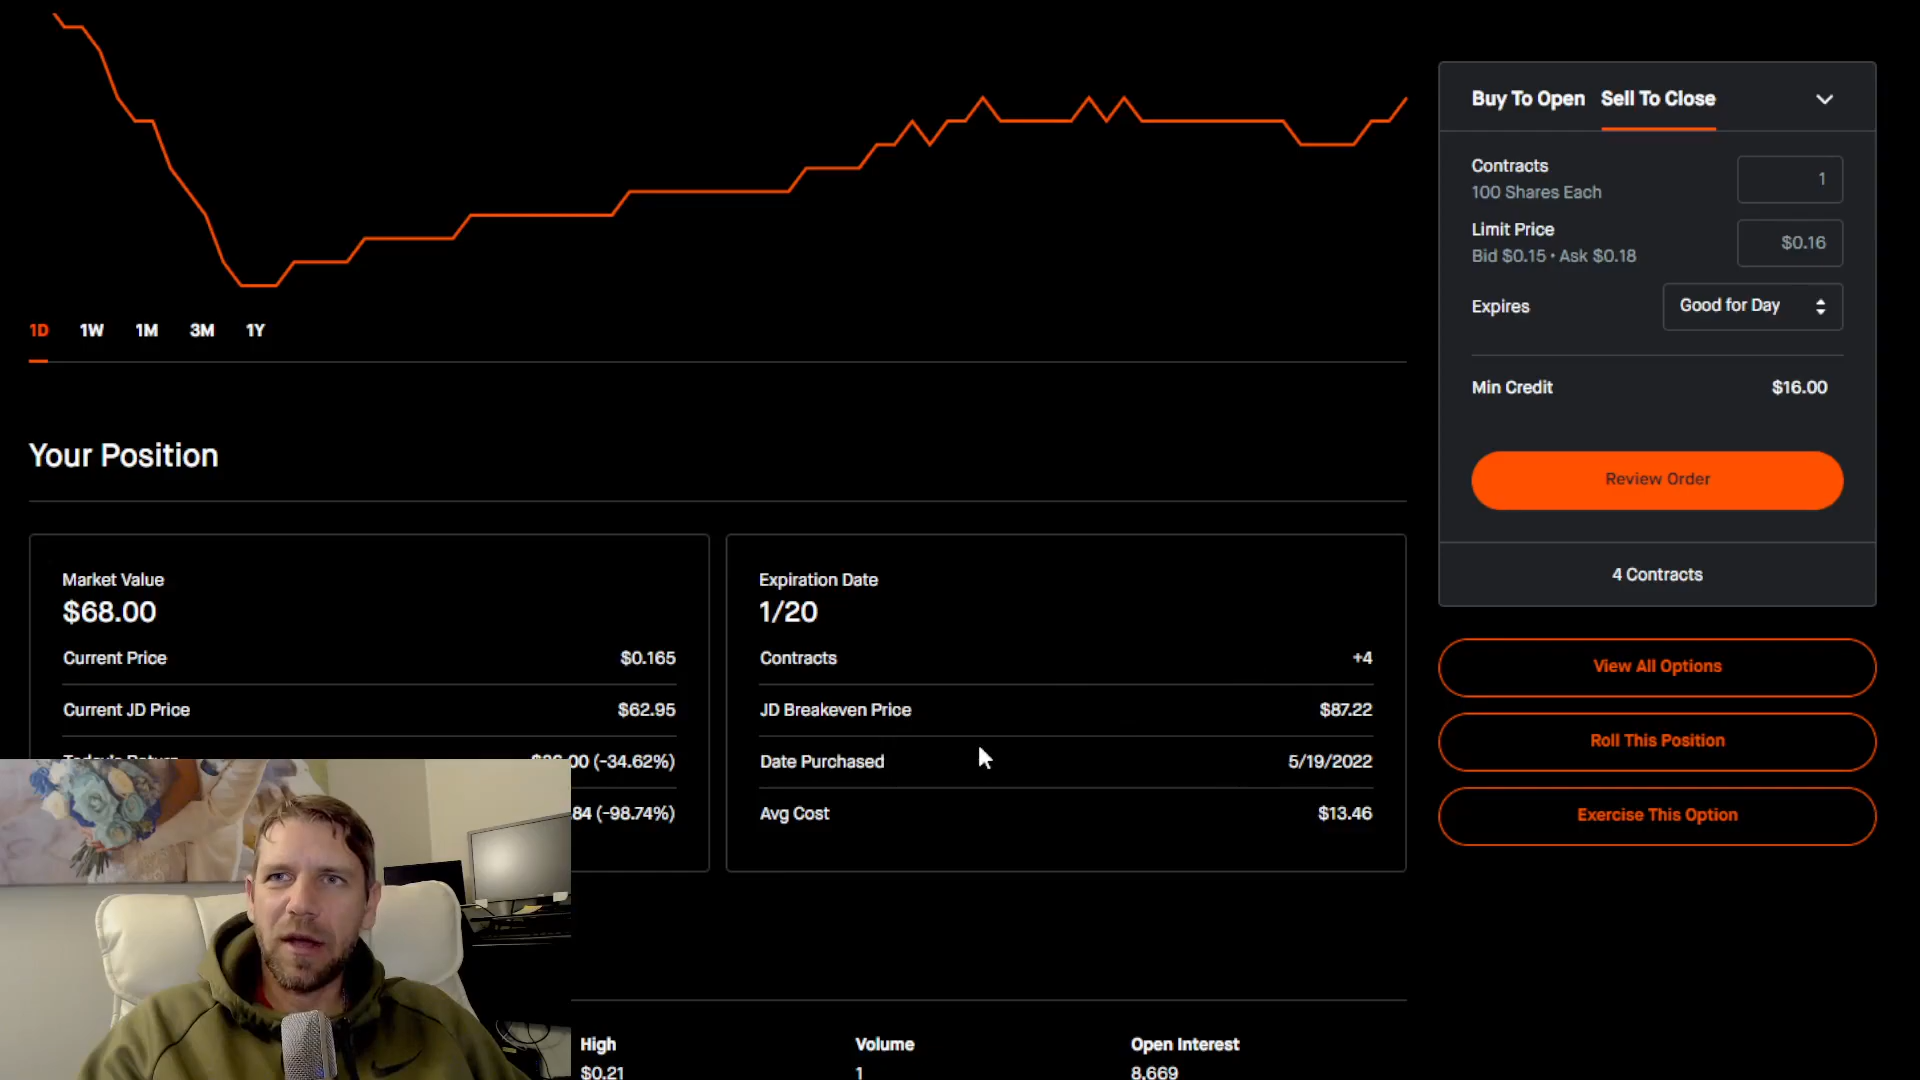 Buy To Open Sell To Close
Contracts
100 Shares Each
1
Limit Price
Bid $0.15 • Ask $0.18
$0.16
Expires
Good for Day
Min Credit
$16.00
Review Order
4 Contracts
View All Options
Roll This Position
Exercise This Option
1D 1W 1M 3M 1Y
Your Position
Market Value
$68.00
Current Price $0.165
Current JD Price $62.95
00 (-34.62%)
84 (-98.74%)
Expiration Date
1/20
Contracts +4
JD Breakeven Price $87.22
Date Purchased 5/19/2022
Avg Cost $13.46
High
$0.21
Volume
1
Open Interest
8,669